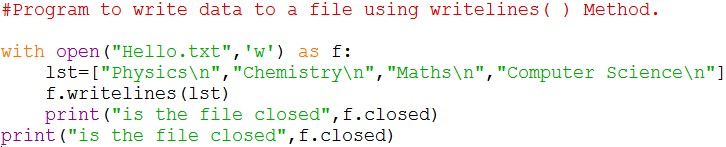 #Program to write data to a file using writelines( ) Method.
with open("Hello.txt",'w') as f:
    lst=["Physics\n","Chemistry\n","Maths\n","Computer Science\n"]
    f.writelines(lst)
    print("is the file closed",f.closed)
print("is the file closed",f.closed)